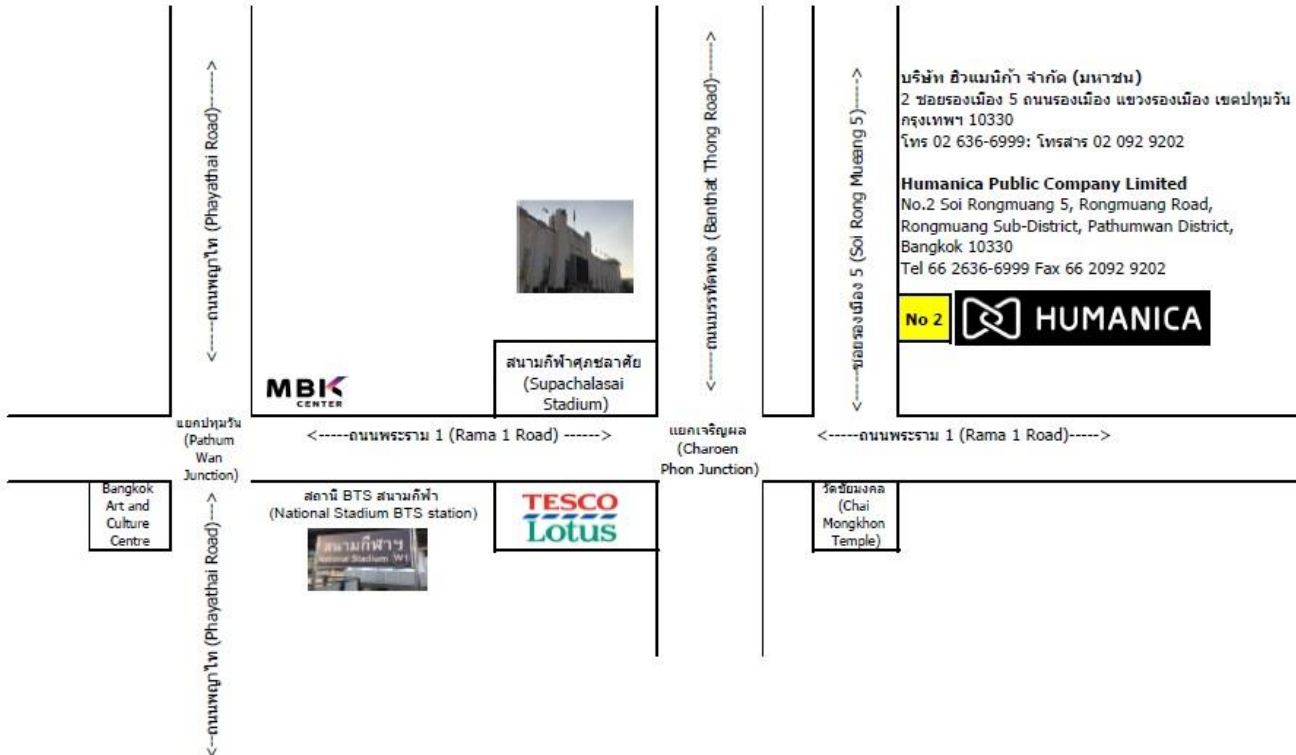 <-----ถนนพญาไท (Phayathai Road)----->
<-----ถนนบรรทัดทอง (Banthat Thong Road)----->
<-----ซอยรองเมือง 5 (Soi Rong Mueang 5)----->
บริษัท ฮิวแมนิก้า จำกัด (มหาชน)
2 ซอยรองเมือง 5 ถนนรองเมือง แขวงรองเมือง เขตปทุมวัน
กรุงเทพฯ 10330
โทร 02 636-6999: โทรสาร 02 092 9202
Humanica Public Company Limited
No.2 Soi Rongmuang 5, Rongmuang Road,
Rongmuang Sub-District, Pathumwan District,
Bangkok 10330
Tel 66 2636-6999 Fax 66 2092 9202
No 2
HUMANICA
MBK
CENTER
สนามกีฬาศุภชลาศัย
(Supachalasai
Stadium)
แยกปทุมวัน
(Pathum
Wan
Junction)
<-----ถนนพระราม 1 (Rama 1 Road) ------>
แยกเจริญผล
(Charoen
Phon Junction)
<-----ถนนพระราม 1 (Rama 1 Road)----->
Bangkok
Art and
Culture
Centre
<--ถนนพญาไท (Phayathai Road)--->
สถานี BTS สนามกีฬา
(National Stadium BTS station)
สนามกีฬาฯ
National Stadium W1
TESCO
Lotus
วัดชัยมงคล
(Chai
Mongkhon
Temple)